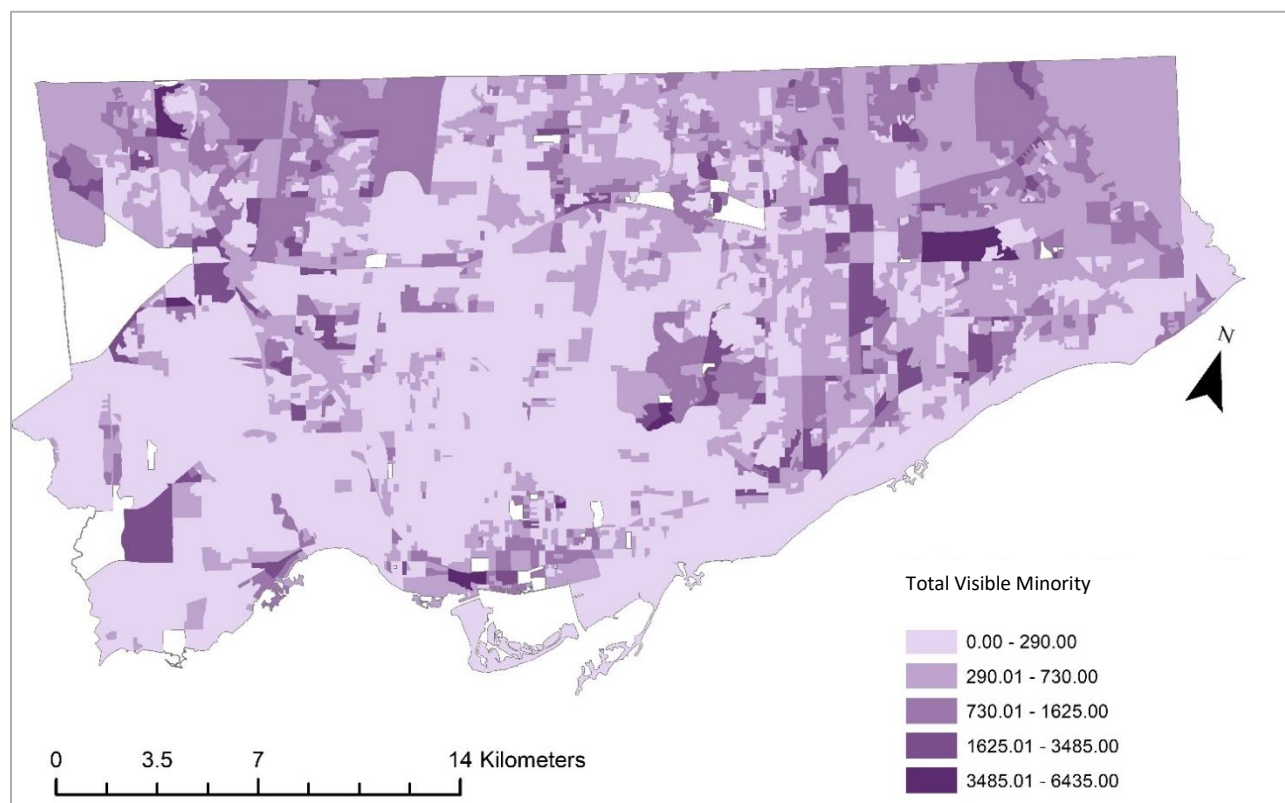 N
Total Visible Minority
0.00 - 290.00
290.01 - 730.00
730.01 - 1625.00
1625.01 - 3485.00
3485.01 - 6435.00
0 3.5 7 14 Kilometers